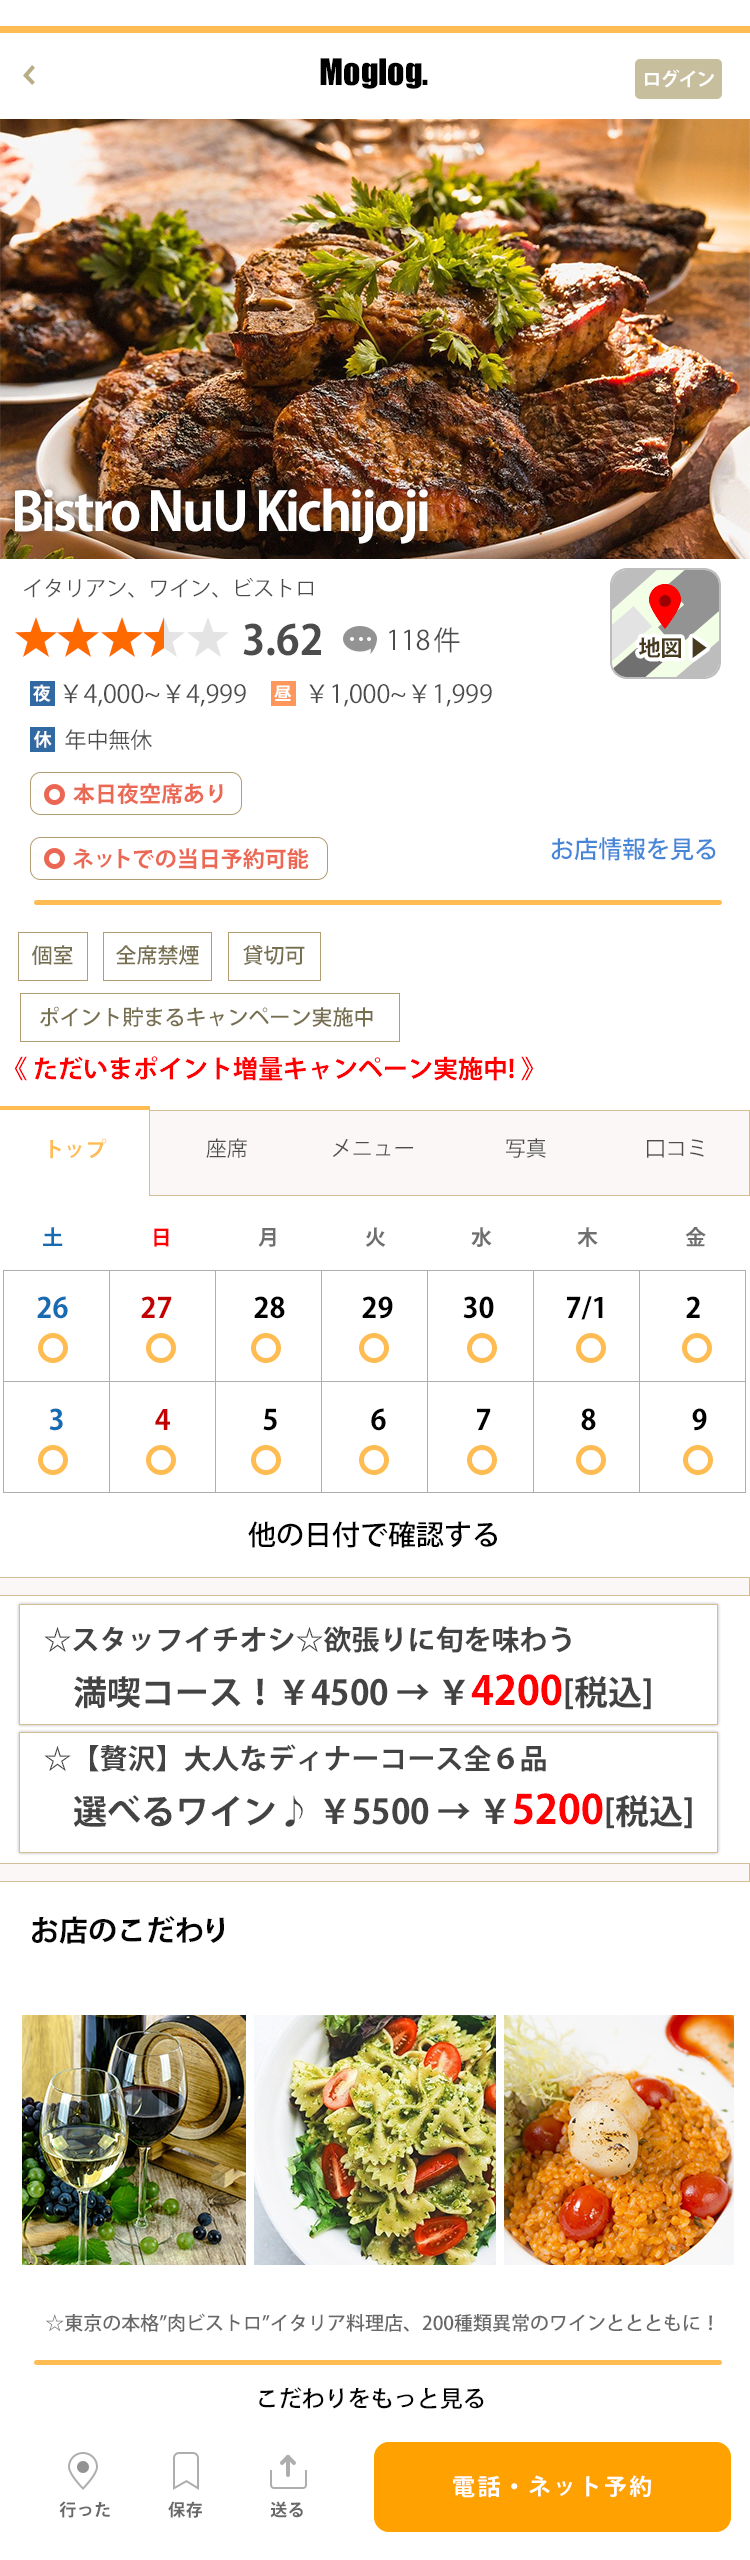 Moglog.
ログイン
Bistro NuU Kichijoji
イタリアン、ワイン、ビストロ
地図
3.62 118件
夜 ¥4,000~¥4,999 昼 ¥1,000~¥1,999
休 年中無休
本日夜空席あり
ネットでの当日予約可能
お店情報を見る
個室 全席禁煙 貸切可
ポイント貯まるキャンペーン実施中
《ただいまポイント増量キャンペーン実施中!》
トップ 座席 メニュー 写真 口コミ
土 日 月 火 水 木 金
26 27 28 29 30 7/1 2
3 4 5 6 7 8 9
他の日付で確認する
☆スタッフイチオシ☆欲張りに旬を味わう
満喫コース！¥4500→¥4200[税込]
☆【贅沢】大人なディナーコース全６品
選べるワイン♪ ¥5500→¥5200[税込]
お店のこだわり
☆東京の本格”肉ビストロ”イタリア料理店、200種類異常のワインととともに！
こだわりをもっと見る
行った 保存 送る
電話・ネット予約